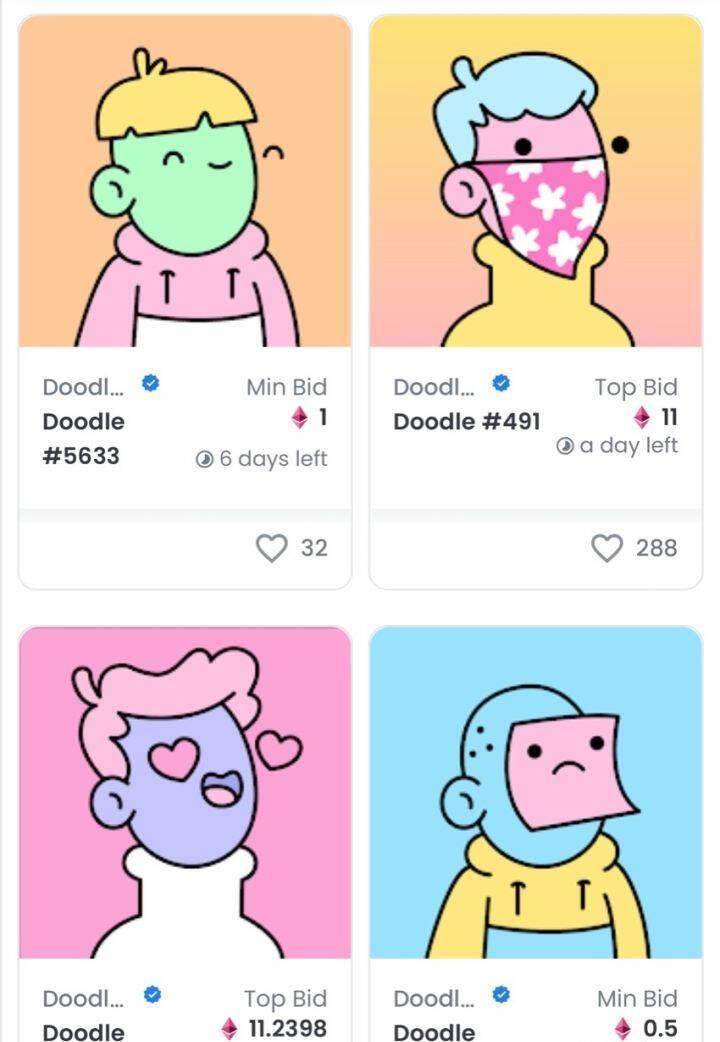 Doodl... Min Bid
Doodle 1
#5633 6 days left
32
Doodl... Top Bid
Doodle #491 11
a day left
288
Doodl... Top Bid
Doodle 11.2398
Doodl... Min Bid
Doodle 0.5